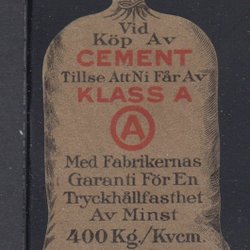 Vid
Köp Av
CEMENT
Tillse Att Ni Får Av
KLASS A
A
Med Fabrikernas
Garanti För En
Tryckhållfasthet
Av Minst
400 Kg./Kvcm.